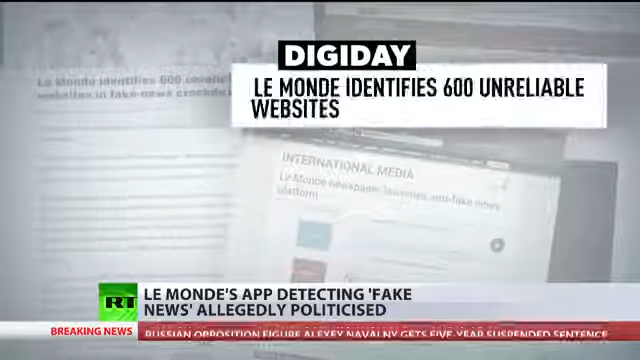 DIGIDAY
LE MONDE IDENTIFIES 600 UNRELIABLE
WEBSITES
Le Monde identifies 600
websites in fake-news
INTERNATIONAL MEDIA
Le Monde newspaper launches anti-fake news
platform
RT
LE MONDE'S APP DETECTING 'FAKE
NEWS' ALLEGEDLY POLITICISED
BREAKING NEWS
RUSSIAN OPPOSITION FIGURE ALEXEY NAVALNY GETS FIVE-YEAR SUSPENDED SENTENCE